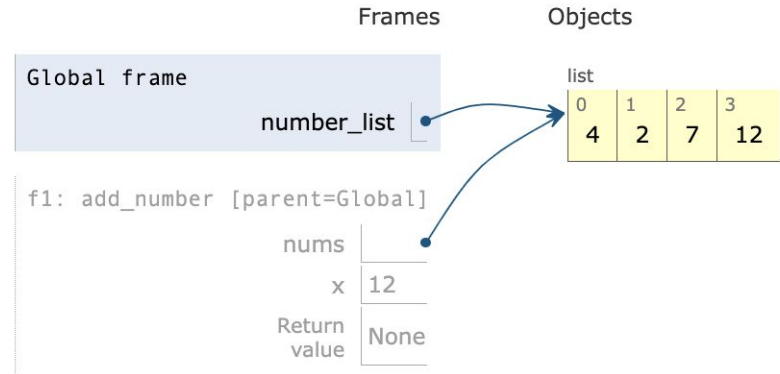 Frames Objects
Global frame
number_list
list
0 1 2 3
4 2 7 12
f1: add_number [parent=Global]
nums
x 12
Return
value None